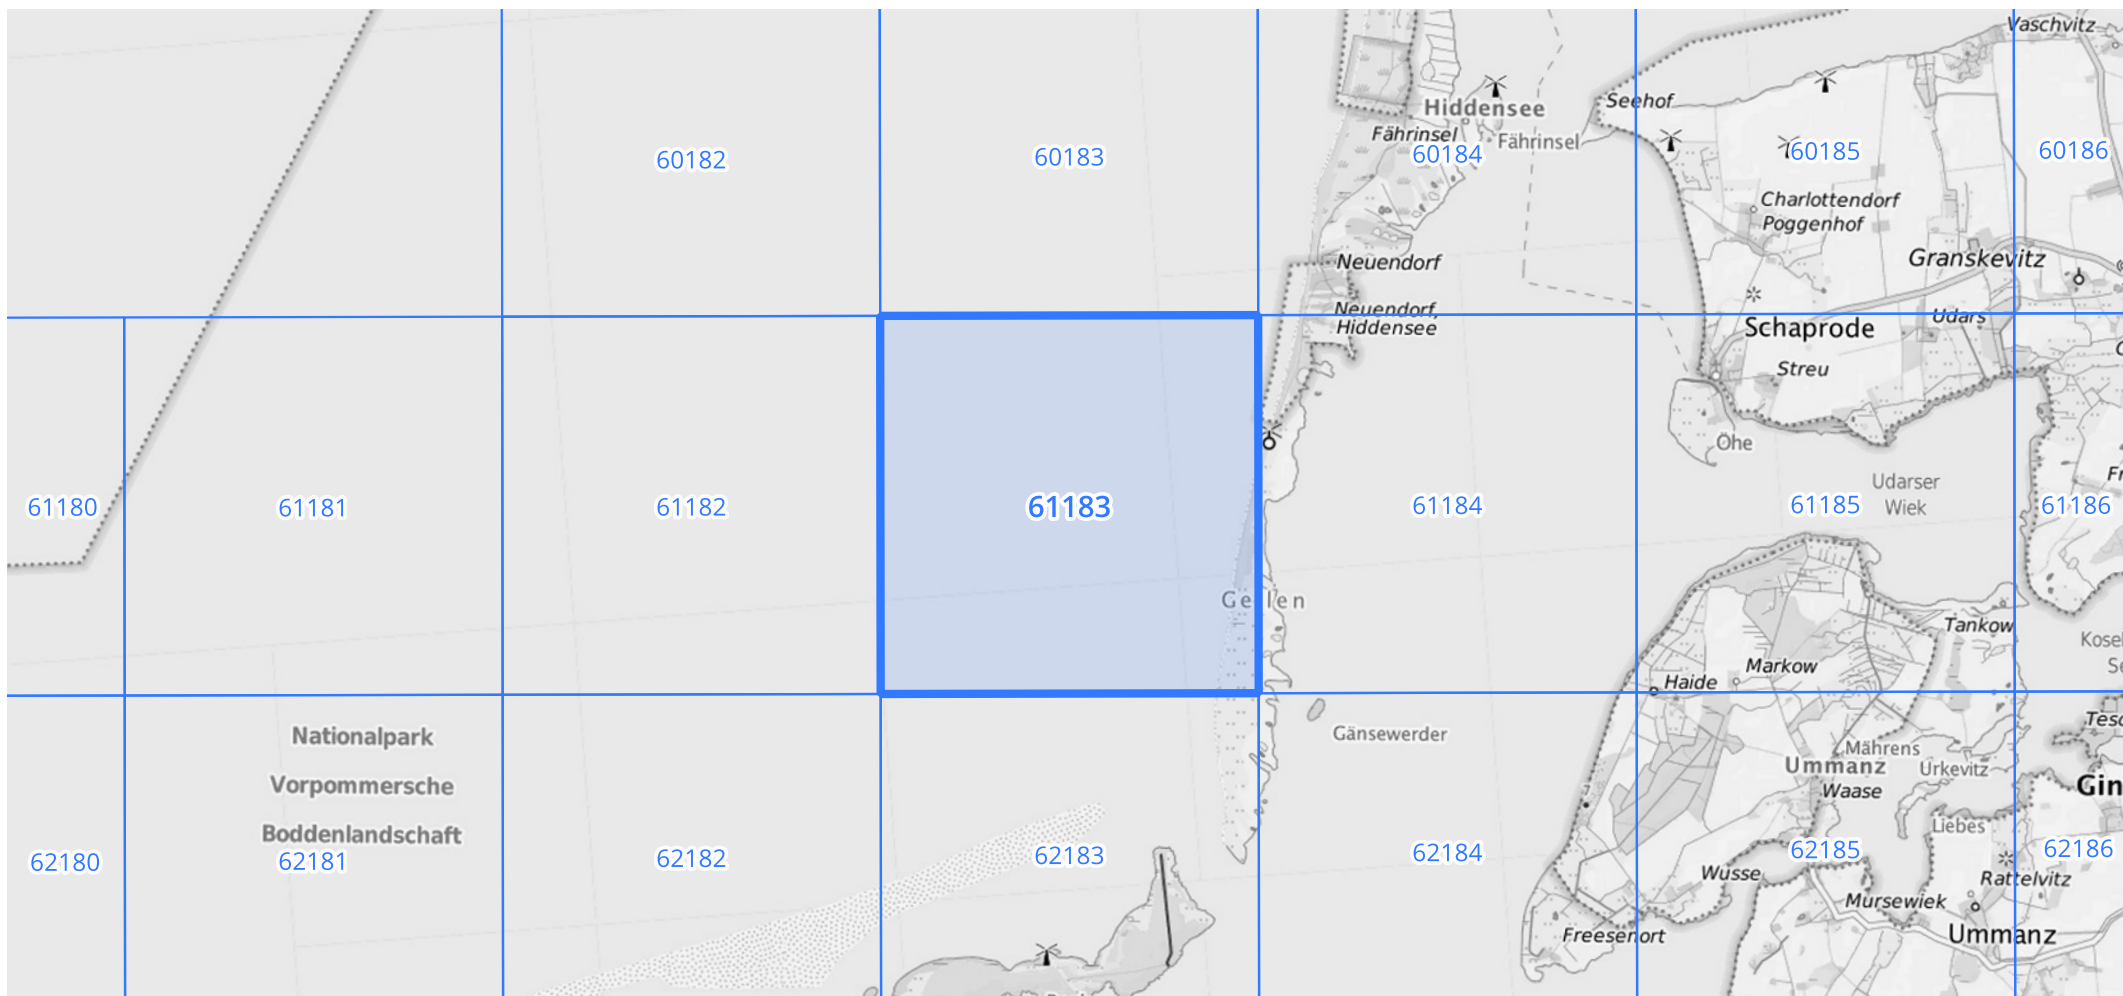 Vaschvitz
Seehof
Hiddensee
Fährinsel
Fährinsel
60182
60183
60184
60185
60186
Charlottendorf
Poggenhof
Neuendorf
Granskevitz
Neuendorf,
Hiddensee
Udars
Schaprode
Streu
Öhe
Udarser
Wiek
61180
61181
61182
61183
61184
61185
61186
Gellen
Tankow
Markow
Haide
Nationalpark
Vorpommersche
Boddenlandschaft
Gänsewerder
Mährens
Ummanz
Urkevitz
Waase
Liebes
62180
62181
62182
62183
62184
62185
62186
Wusse
Rattelvitz
Mursewiek
Freesenort
Ummanz